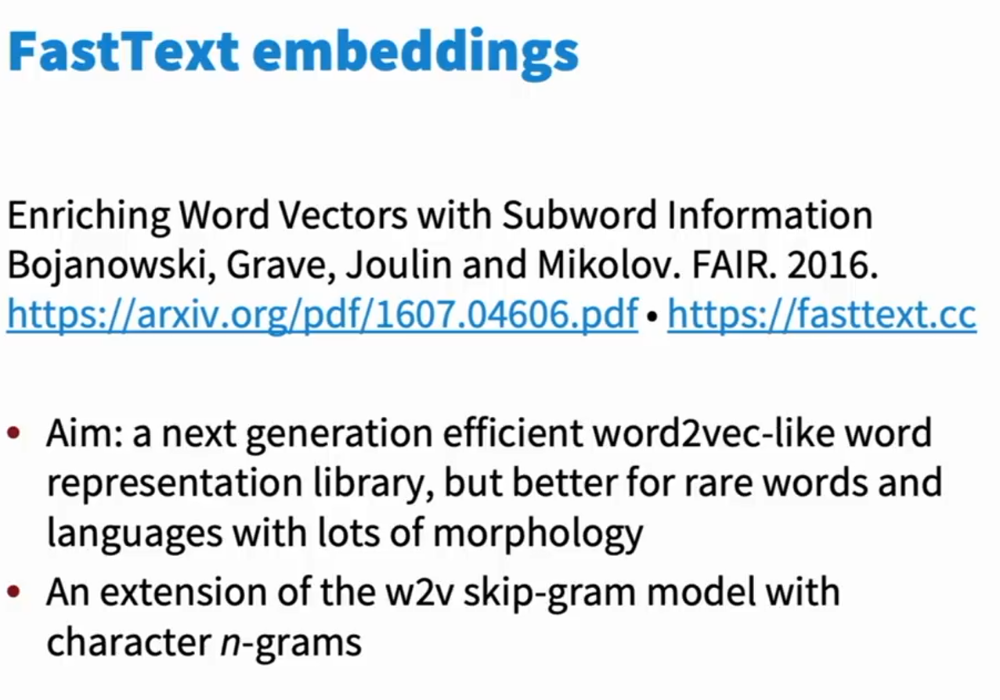 FastText embeddings
Enriching Word Vectors with Subword Information
Bojanowski, Grave, Joulin and Mikolov. FAIR. 2016.
https://arxiv.org/pdf/1607.04606.pdf • https://fasttext.cc
• Aim: a next generation efficient word2vec-like word
representation library, but better for rare words and
languages with lots of morphology
• An extension of the w2v skip-gram model with
character n-grams